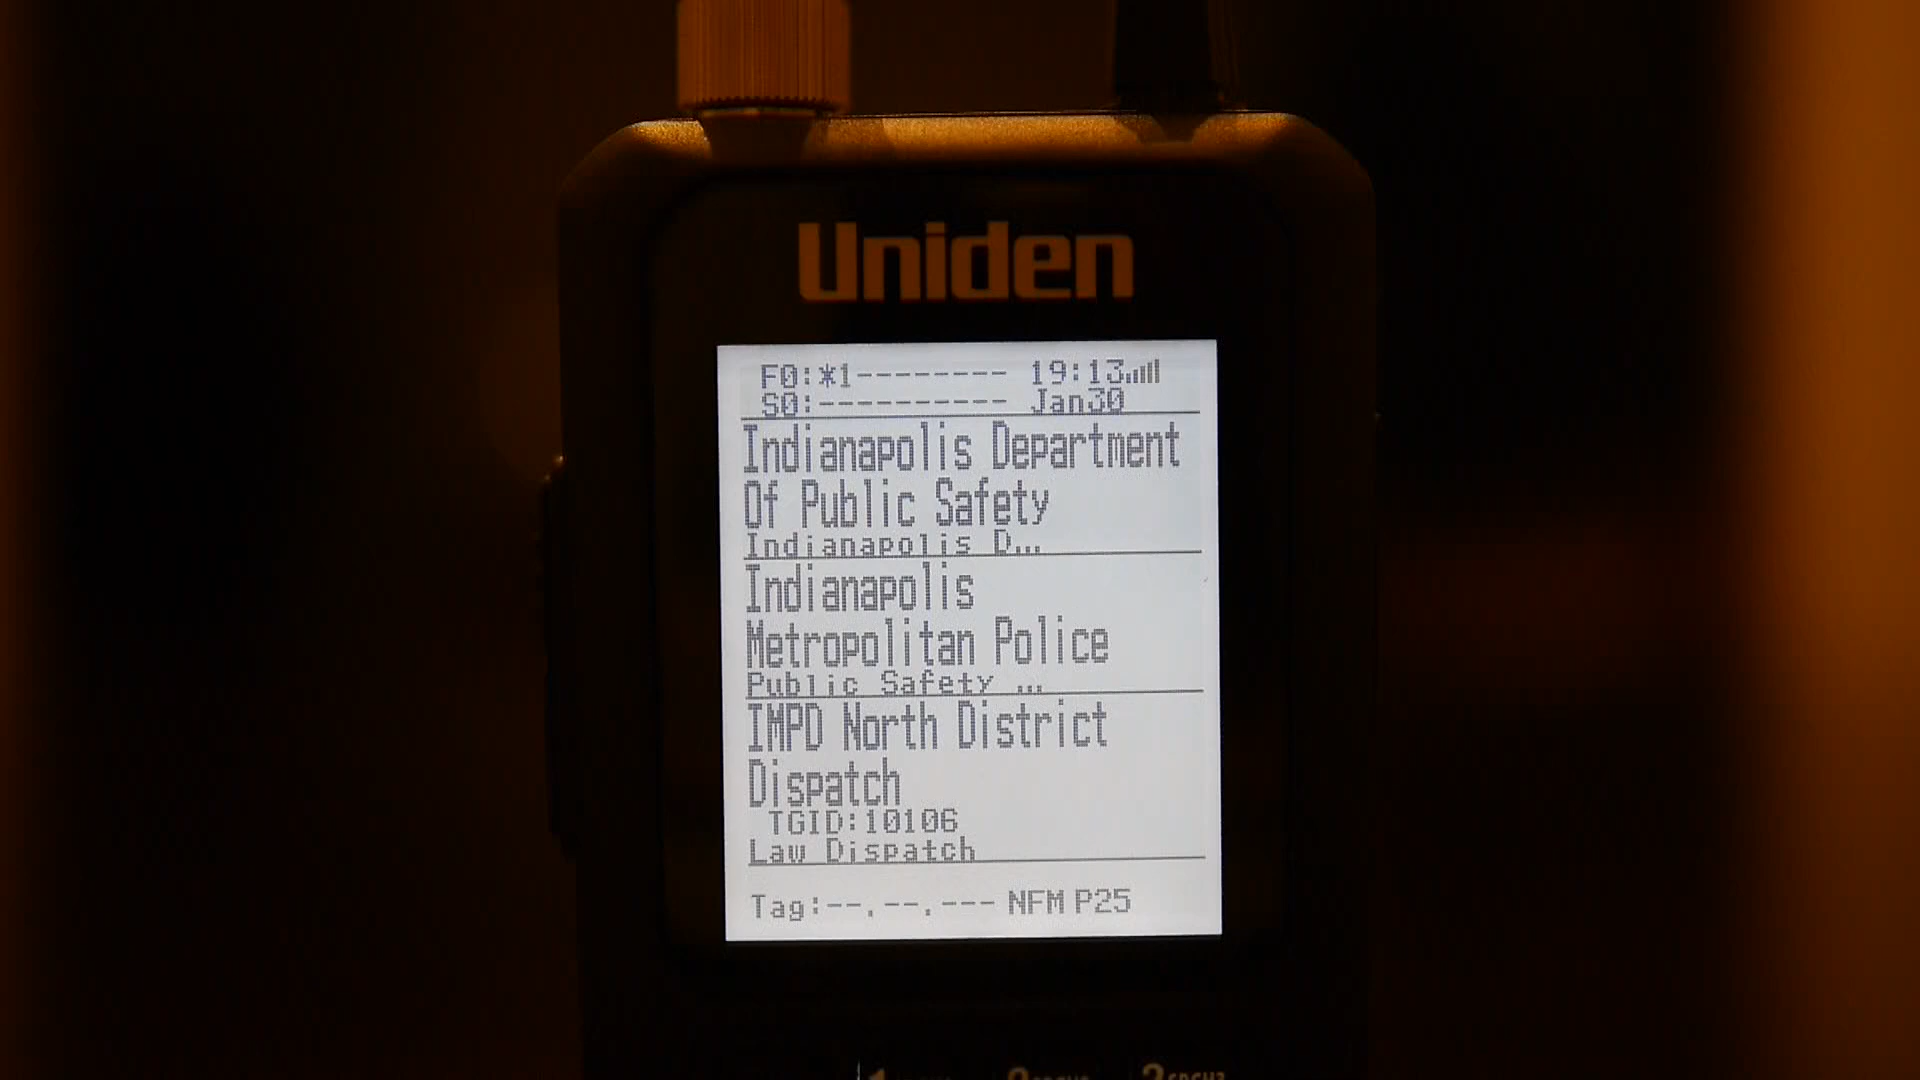 Uniden
F0:*1-------- 19:13
S0:---------- Jan30
Indianapolis Department
Of Public Safety
Indianapolis D...
Indianapolis
Metropolitan Police
Public Safety ...
IMPD North District
Dispatch
TGID:10106
Law Dispatch
Tag:--.--.--- NFM P25